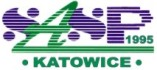 SASP
1995
• KATOWICE •